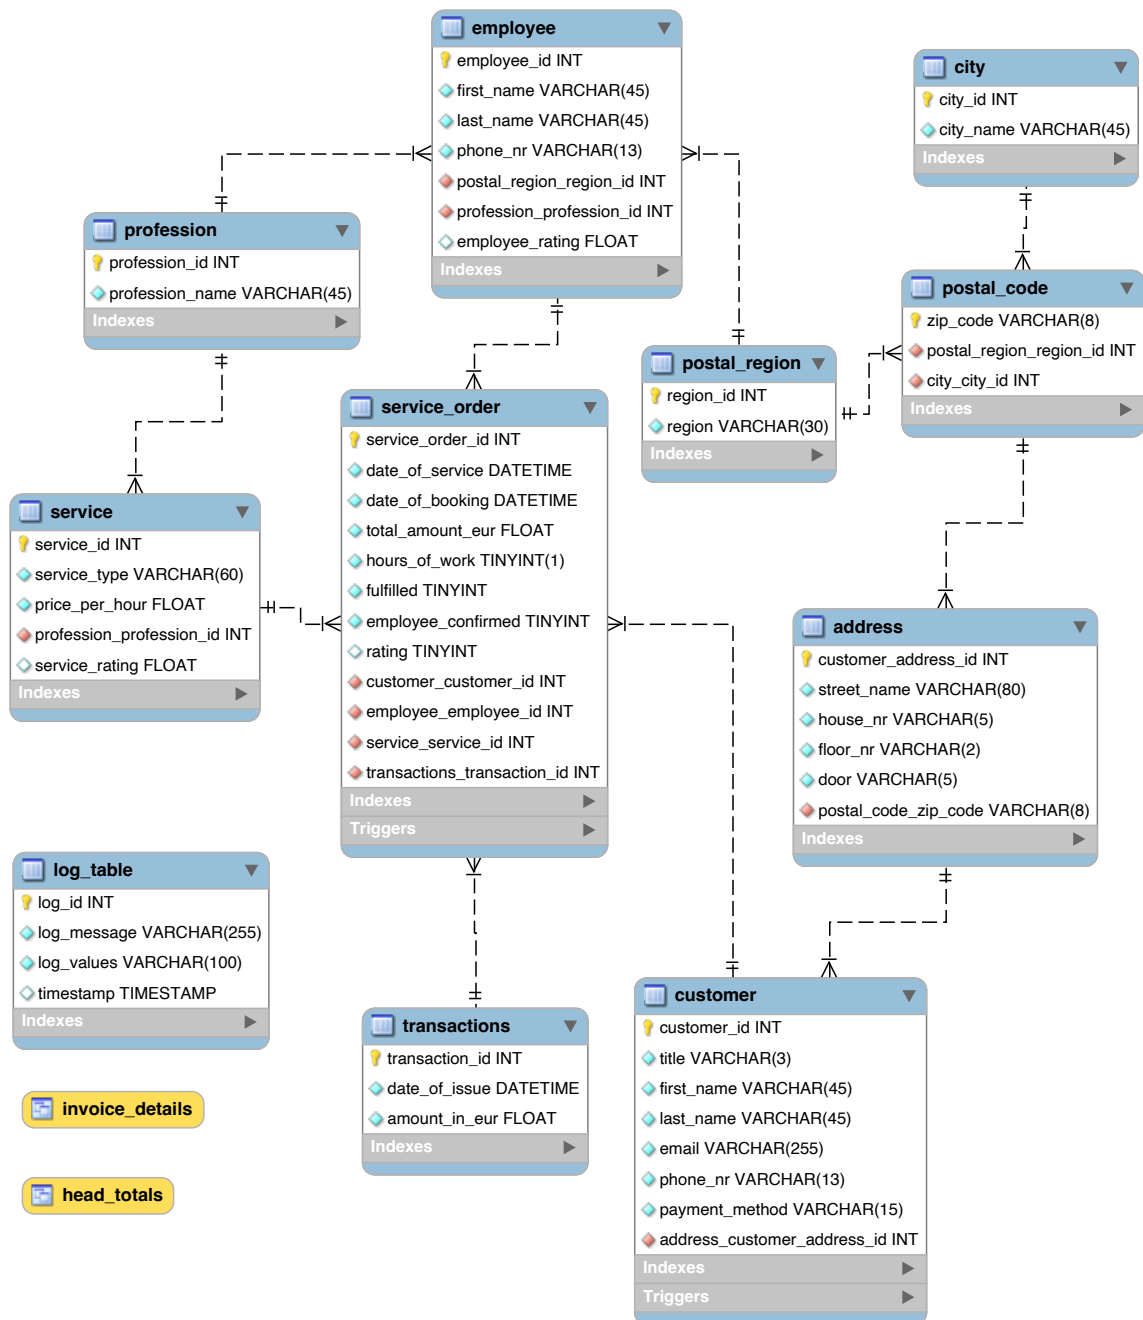 employee
employee_id INT
first_name VARCHAR(45)
last_name VARCHAR(45)
phone_nr VARCHAR(13)
postal_region_region_id INT
profession_profession_id INT
employee_rating FLOAT
Indexes
city
city_id INT
city_name VARCHAR(45)
Indexes
profession
profession_id INT
profession_name VARCHAR(45)
Indexes
postal_code
zip_code VARCHAR(8)
postal_region_region_id INT
city_city_id INT
Indexes
postal_region
region_id INT
region VARCHAR(30)
Indexes
service_order
service_order_id INT
date_of_service DATETIME
date_of_booking DATETIME
total_amount_eur FLOAT
hours_of_work TINYINT(1)
fulfilled TINYINT
employee_confirmed TINYINT
rating TINYINT
customer_customer_id INT
employee_employee_id INT
service_service_id INT
transactions_transaction_id INT
Indexes
Triggers
service
service_id INT
service_type VARCHAR(60)
price_per_hour FLOAT
profession_profession_id INT
service_rating FLOAT
Indexes
address
customer_address_id INT
street_name VARCHAR(80)
house_nr VARCHAR(5)
floor_nr VARCHAR(2)
door VARCHAR(5)
postal_code_zip_code VARCHAR(8)
Indexes
log_table
log_id INT
log_message VARCHAR(255)
log_values VARCHAR(100)
timestamp TIMESTAMP
Indexes
transactions
transaction_id INT
date_of_issue DATETIME
amount_in_eur FLOAT
Indexes
customer
customer_id INT
title VARCHAR(3)
first_name VARCHAR(45)
last_name VARCHAR(45)
email VARCHAR(255)
phone_nr VARCHAR(13)
payment_method VARCHAR(15)
address_customer_address_id INT
Indexes
Triggers
invoice_details
head_totals